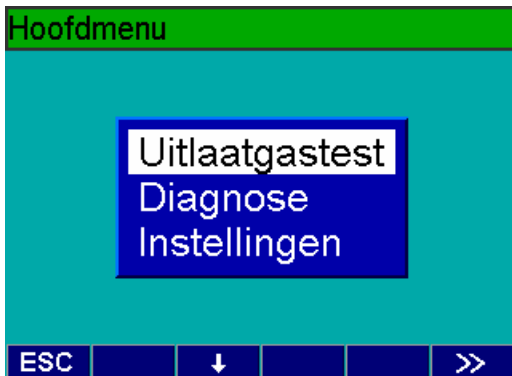 Hoofdmenu
Uitlaatgastest
Diagnose
Instellingen
ESC ↓ >>